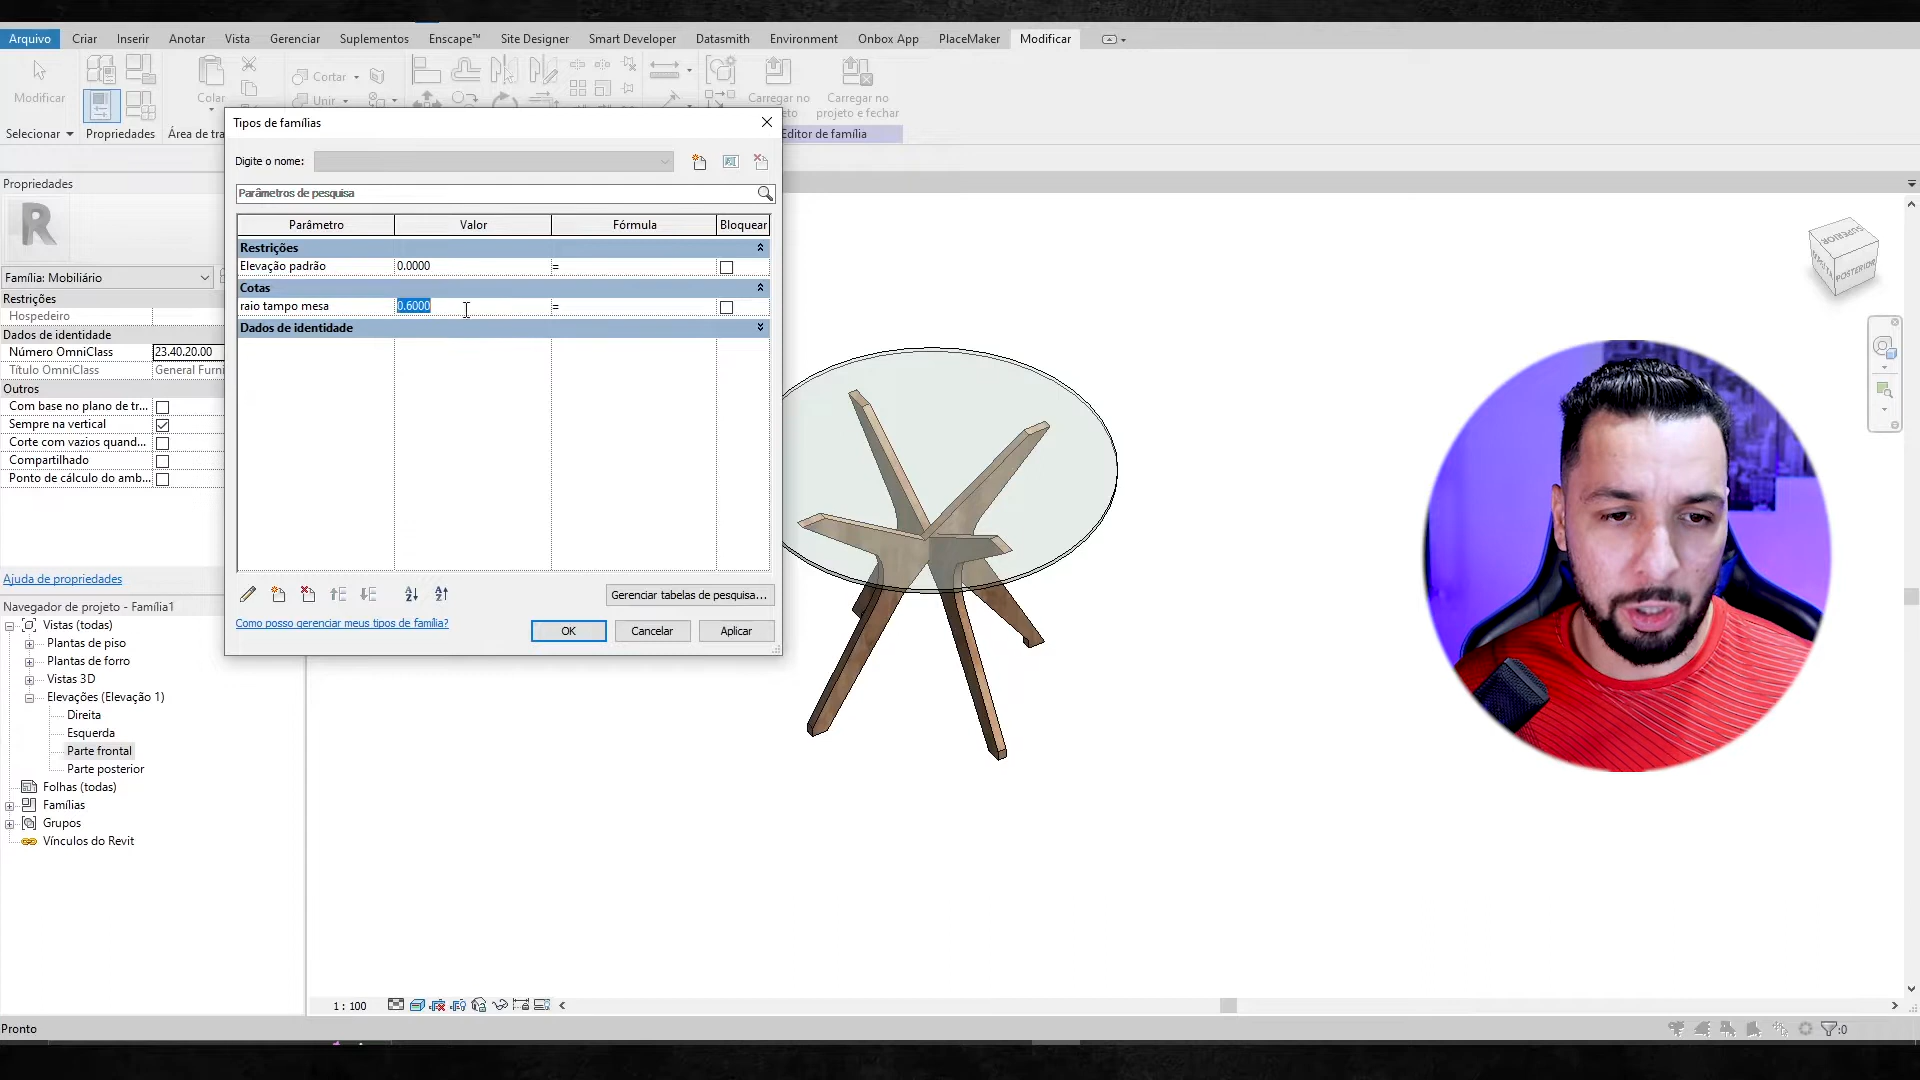 Arquivo Criar Inserir Anotar Vista Gerenciar Suplementos Enscape™ Site Designer Smart Developer Datasmith Environment Onbox App PlaceMaker Modificar
Cortar
Modificar Colar Unir Carregar no Carregar no
projeto e fechar
Selecionar Propriedades Editor de família
Tipos de famílias
Digite o nome:
Parâmetros de pesquisa
Parâmetro Valor Fórmula Bloquear
Restrições
Elevação padrão 0.0000 =
Cotas
raio tampo mesa 0.6000 =
Dados de identidade
Gerenciar tabelas de pesquisa...
Como posso gerenciar meus tipos de família?
OK Cancelar Aplicar
Propriedades
R
Família: Mobiliário
Restrições
Hospedeiro
Dados de identidade
Número OmniClass 23.40.20.00
Título OmniClass General Furni
Outros
Com base no plano de tr...
Sempre na vertical
Corte com vazios quand...
Compartilhado
Ponto de cálculo do amb...
Ajuda de propriedades
Navegador de projeto - Família1
Vistas (todas)
Plantas de piso
Plantas de forro
Vistas 3D
Elevações (Elevação 1)
Direita
Esquerda
Parte frontal
Parte posterior
Folhas (todas)
Famílias
Grupos
Vínculos do Revit
SUPERIOR
POSTERIOR
1 : 100
Pronto
:0